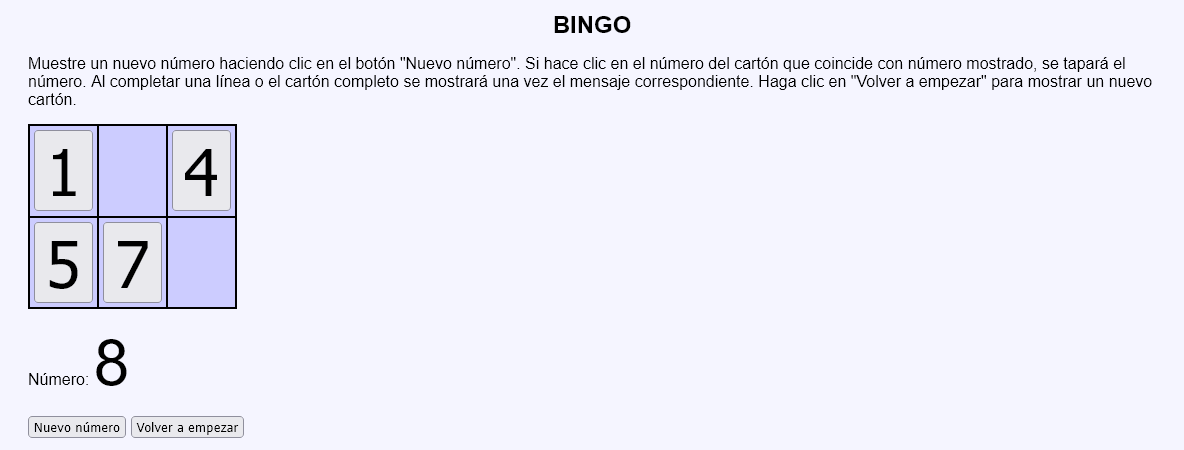 BINGO
Muestre un nuevo número haciendo clic en el botón "Nuevo número". Si hace clic en el número del cartón que coincide con número mostrado, se tapará el
número. Al completar una línea o el cartón completo se mostrará una vez el mensaje correspondiente. Haga clic en "Volver a empezar" para mostrar un nuevo
cartón.
1 4
5 7
Número: 8
Nuevo número Volver a empezar